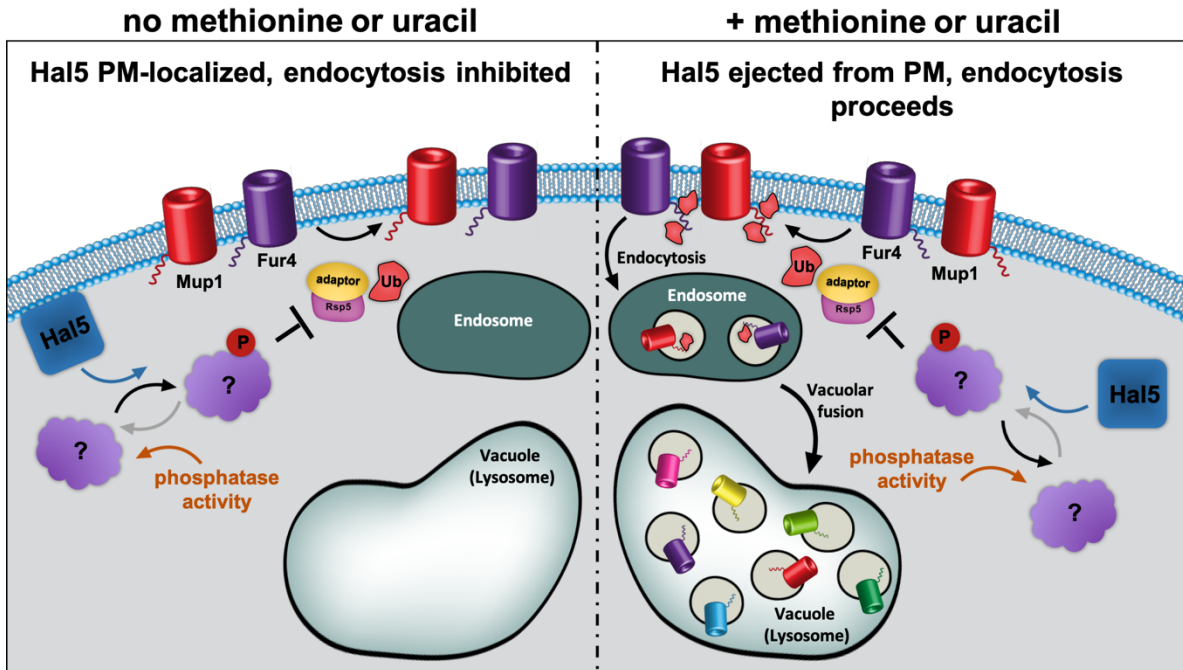 no methionine or uracil
Hal5 PM-localized, endocytosis inhibited
Mup1
Fur4
adaptor
Rsp5
Ub
Hal5
P
?
?
phosphatase
activity
Endosome
Vacuole
(Lysosome)
+ methionine or uracil
Hal5 ejected from PM, endocytosis
proceeds
Endocytosis
Endosome
Ub
adaptor
Rsp5
Fur4
Mup1
P
?
Hal5
Vacuolar
fusion
phosphatase
activity
?
Vacuole
(Lysosome)